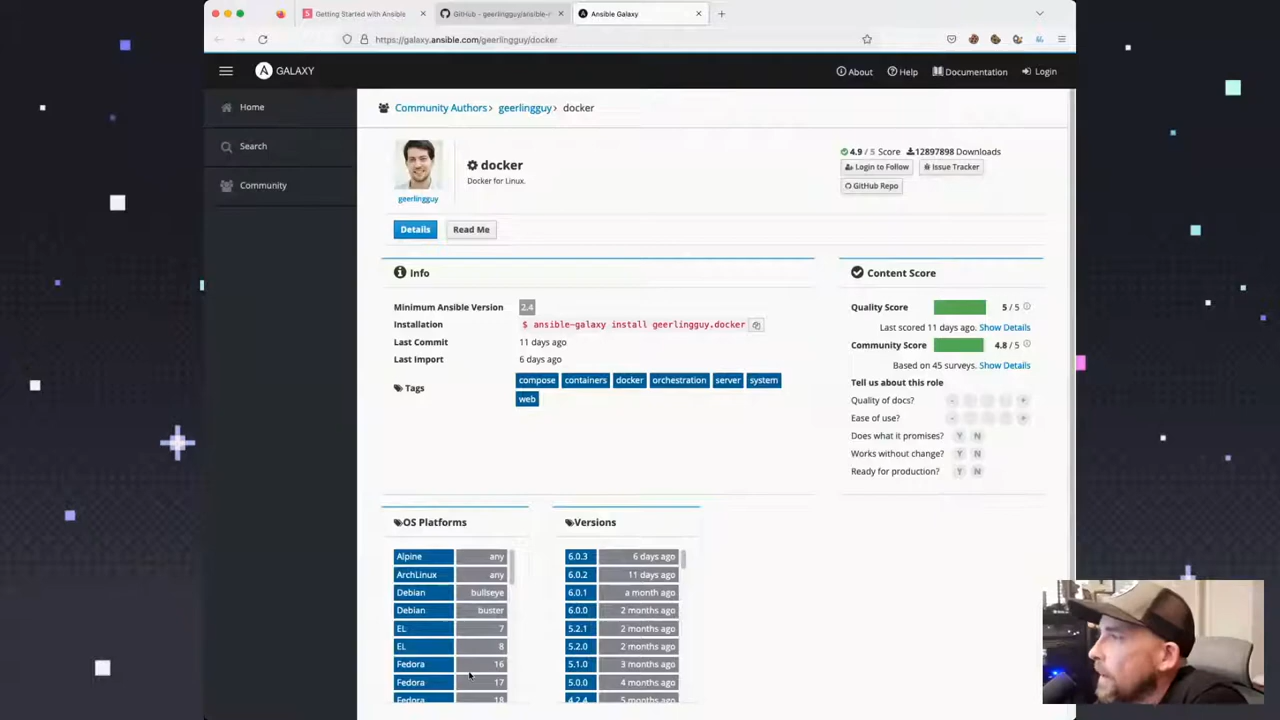 Getting Started with Ansible
GitHub - geerlingguy/ansible-r
Ansible Galaxy
https://galaxy.ansible.com/geerlingguy/docker
GALAXY
About
Help
Documentation
Login
Home
Search
Community
Community Authors › geerlingguy › docker
geerlingguy
docker
Docker for Linux.
4.9 / 5 Score 12897898 Downloads
Login to Follow
Issue Tracker
GitHub Repo
Details
Read Me
Info
Minimum Ansible Version 2.4
Installation $ ansible-galaxy install geerlingguy.docker
Last Commit 11 days ago
Last Import 6 days ago
Tags compose containers docker orchestration server system
web
Content Score
Quality Score 5 / 5
Last scored 11 days ago. Show Details
Community Score 4.8 / 5
Based on 45 surveys. Show Details
Tell us about this role
Quality of docs? - +
Ease of use? - +
Does what it promises? Y N
Works without change? Y N
Ready for production? Y N
OS Platforms
Alpine any
ArchLinux any
Debian bullseye
Debian buster
EL 7
EL 8
Fedora 16
Fedora 17
Fedora 18
Versions
6.0.3 6 days ago
6.0.2 11 days ago
6.0.1 a month ago
6.0.0 2 months ago
5.2.1 2 months ago
5.2.0 2 months ago
5.1.0 3 months ago
5.0.0 4 months ago
4.2.4 5 months ago